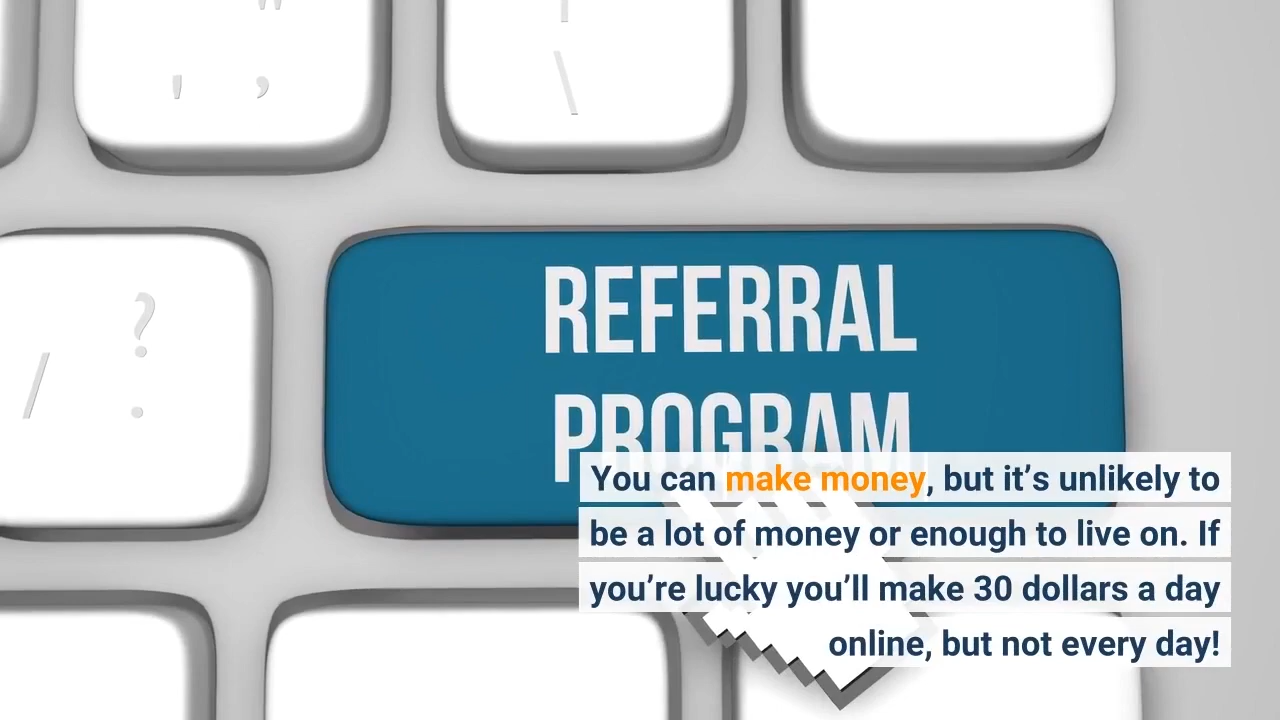 " |
' , \
? 
/ .
REFERRAL
PROGRAM
You can make money, but it’s unlikely to
be a lot of money or enough to live on. If
you’re lucky you’ll make 30 dollars a day
online, but not every day!